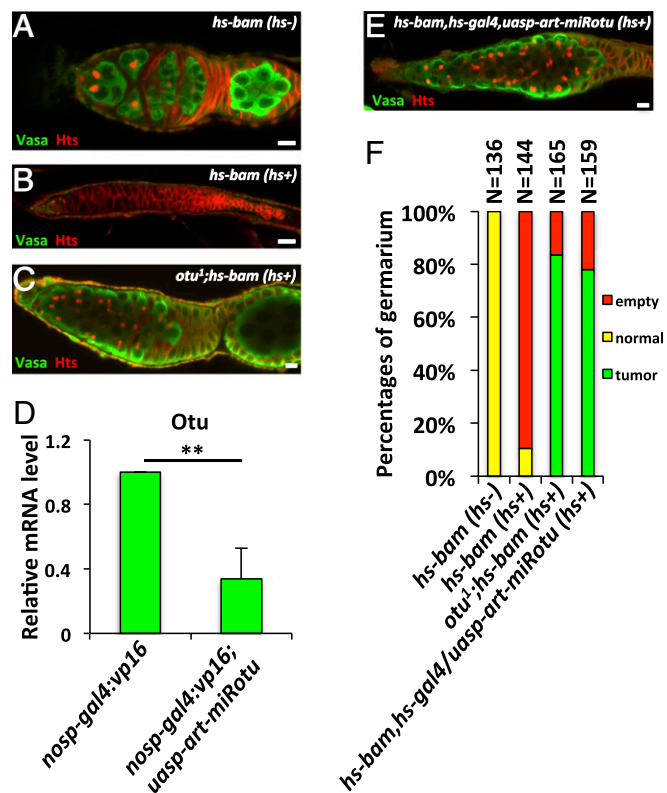 A
hs-bam (hs-)
Vasa Hts
B
hs-bam (hs+)
Vasa Hts
C
otu¹;hs-bam (hs+)
Vasa Hts
D
Otu
**
Relative mRNA level
1.2
0.8
0.4
0
nosp-gal4:vp16
nosp-gal4:vp16;
uasp-art-miRotu
E
hs-bam,hs-gal4,uasp-art-miRotu (hs+)
Vasa Hts
F
N=136
N=144
N=165
N=159
Percentages of germarium
100%
80%
60%
40%
20%
0%
empty
normal
tumor
hs-bam (hs-)
hs-bam (hs+)
otu¹;hs-bam (hs+)
hs-bam,hs-gal4/uasp-art-miRotu (hs+)